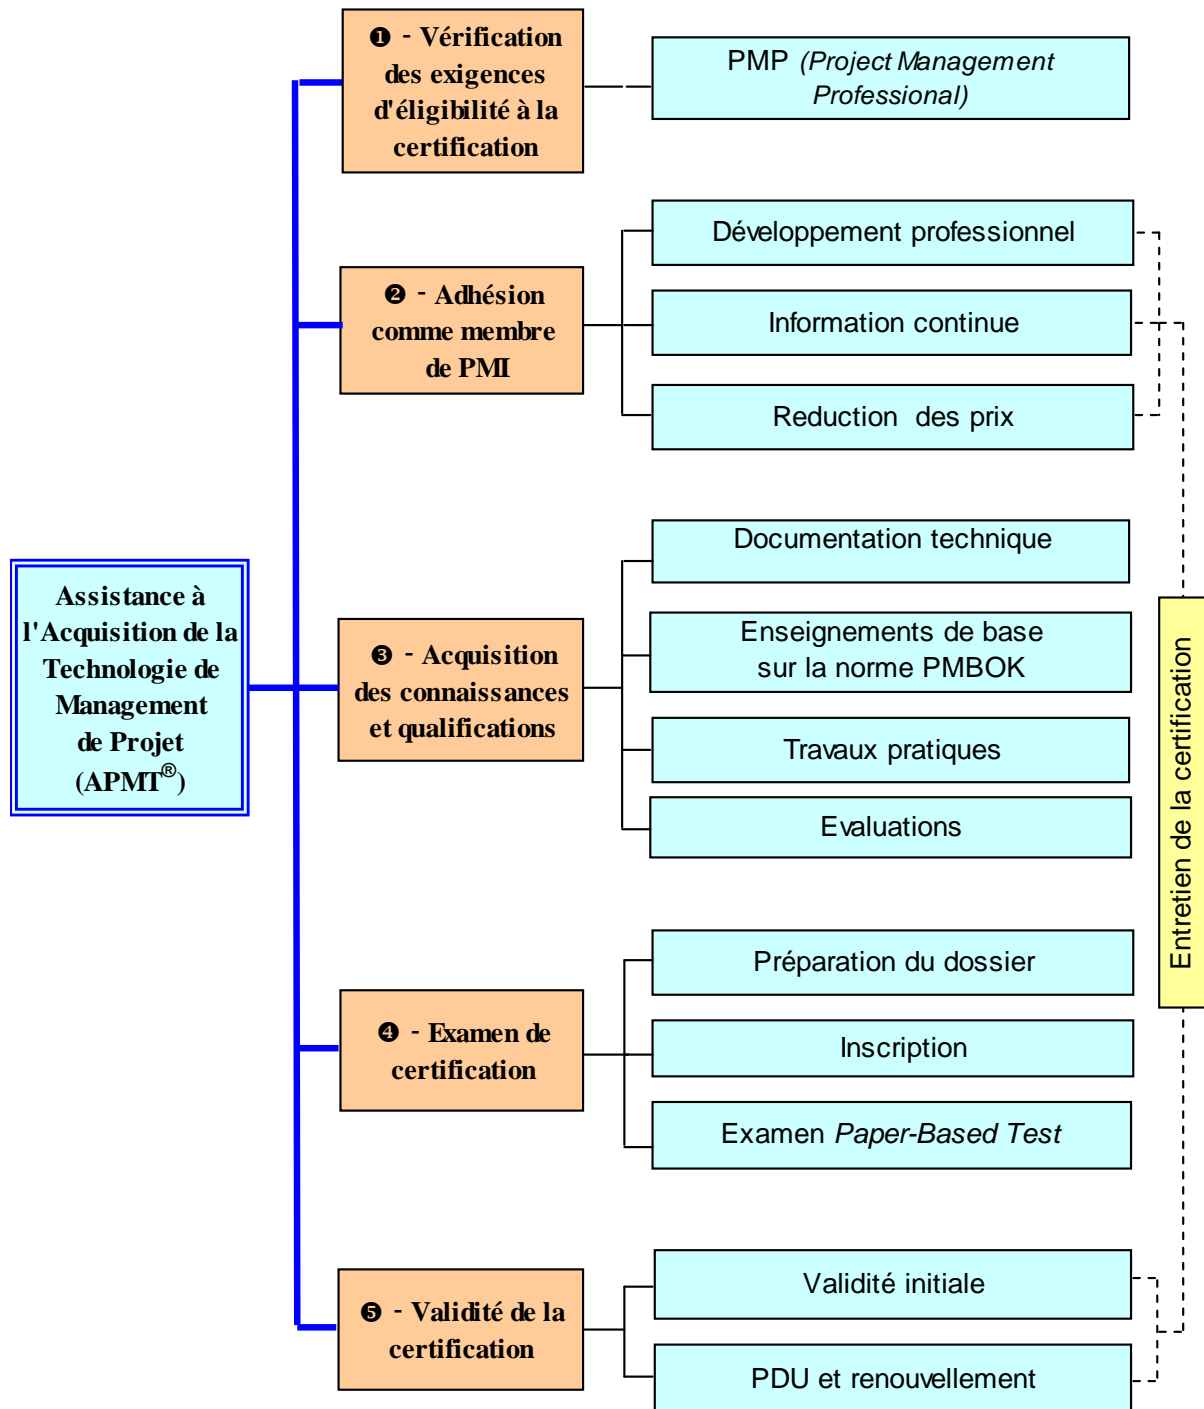 ❶ - Vérification
des exigences
d'éligibilité à la
certification
PMP (Project Management
Professional)
❷ - Adhésion
comme membre
de PMI
Développement professionnel
Information continue
Reduction des prix
Assistance à
l'Acquisition de la
Technologie de
Management
de Projet
(APMT®)
❸ - Acquisition
des connaissances
et qualifications
Documentation technique
Enseignements de base
sur la norme PMBOK
Travaux pratiques
Evaluations
❹ - Examen de
certification
Préparation du dossier
Inscription
Examen Paper-Based Test
❺ - Validité de la
certification
Validité initiale
PDU et renouvellement
Entretien de la certification